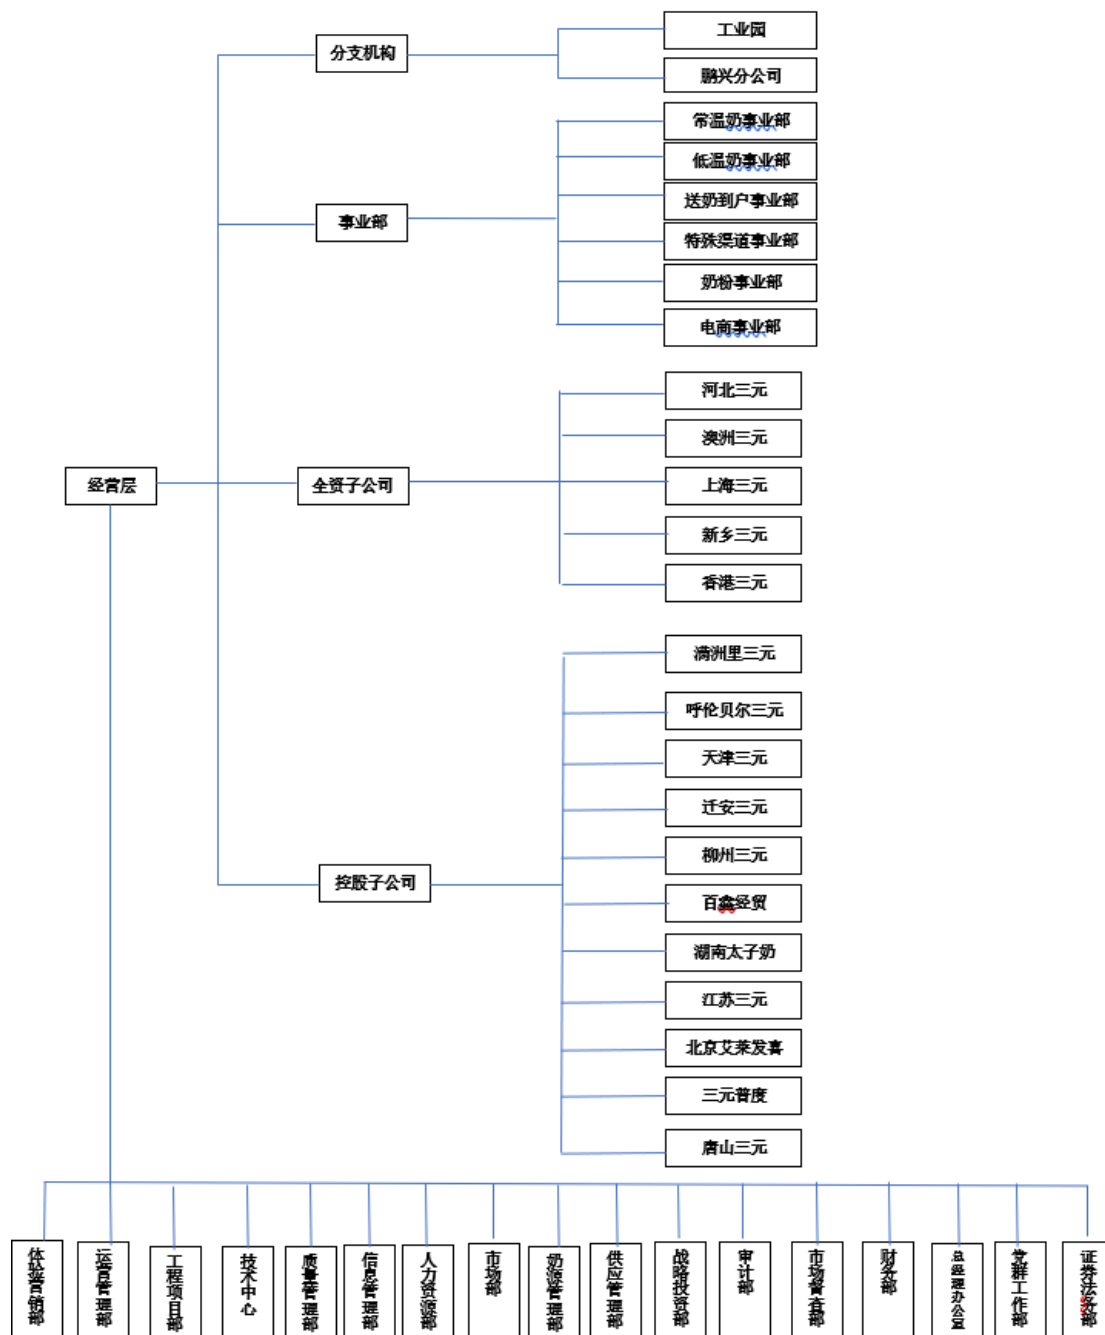 分支机构
工业园
鹏兴分公司
事业部
常温奶事业部
低温奶事业部
送奶到户事业部
特殊渠道事业部
奶粉事业部
电商事业部
经营层
全资子公司
河北三元
澳洲三元
上海三元
新乡三元
香港三元
控股子公司
满洲里三元
呼伦贝尔三元
天津三元
迁安三元
柳州三元
百鑫经贸
湖南太子奶
江苏三元
北京艾莱发喜
三元普度
唐山三元
体验营销部
运营管理部
工程项目部
技术中心
质量管理部
信息管理部
人力资源部
市场部
奶源管理部
供应管理部
战略投资部
审计部
市场督查部
财务部
总经理办公室
党群工作部
证券法务部